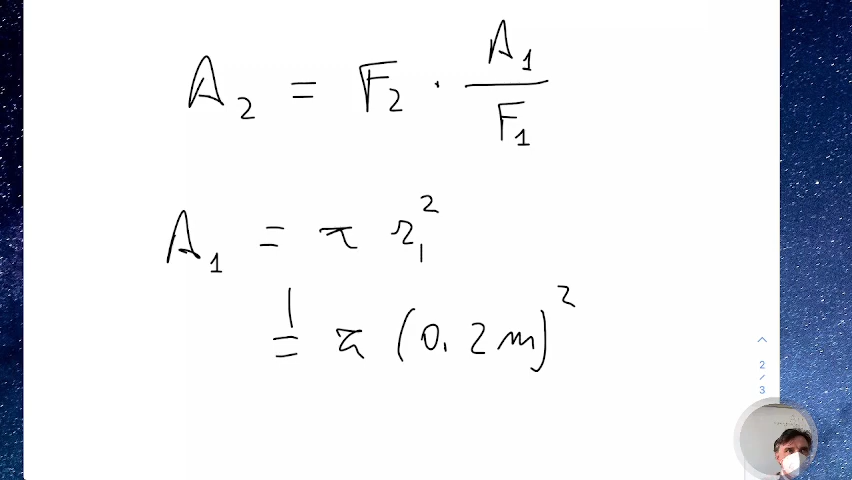 A₂ = F₂ · A₁/F₁
A₁ = π r₁²
= π (0.2m)²
2
/
3